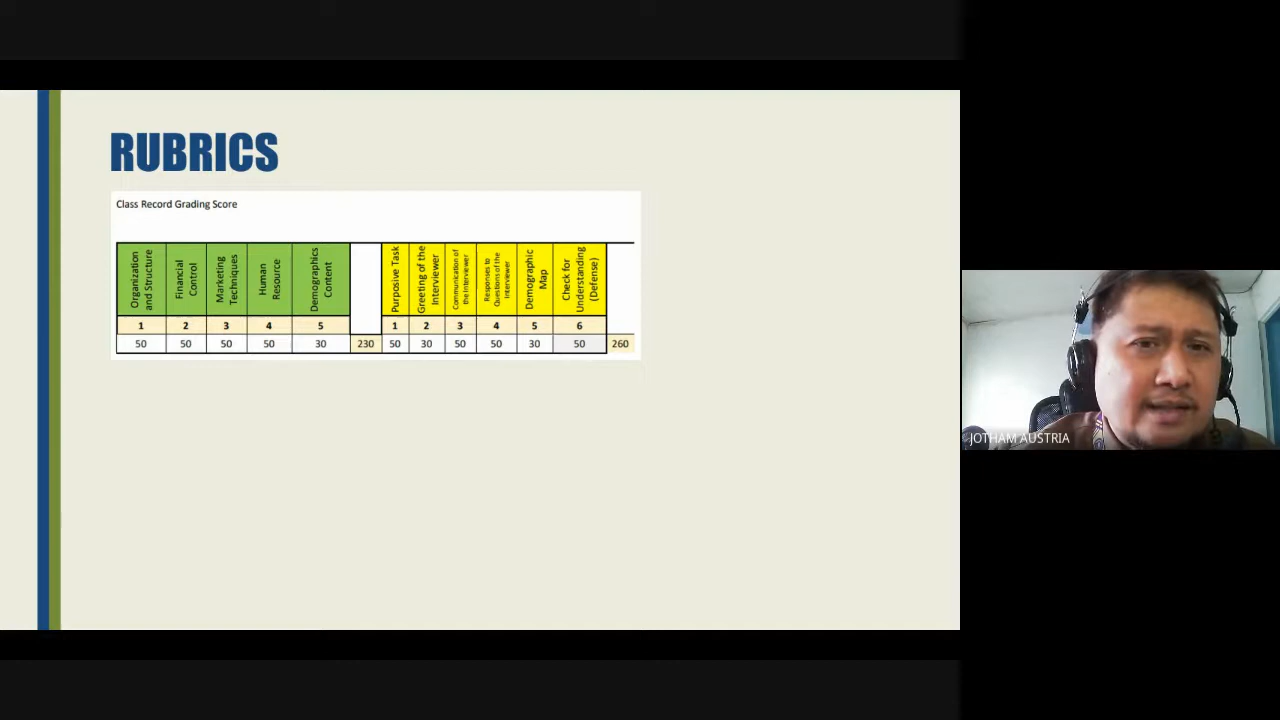 RUBRICS
Class Record Grading Score
Organization and Structure
Financial Control
Marketing Techniques
Human Resource
Demographics Content
Purposive Task
Greeting of the Interviewer
Communication of the Interviewer
Responses to Questions of the Interviewer
Demographic Map
Check for Understanding (Defense)
1 2 3 4 5 1 2 3 4 5 6
50 50 50 50 30 230 50 30 50 50 30 50 260
JOTHAM AUSTRIA